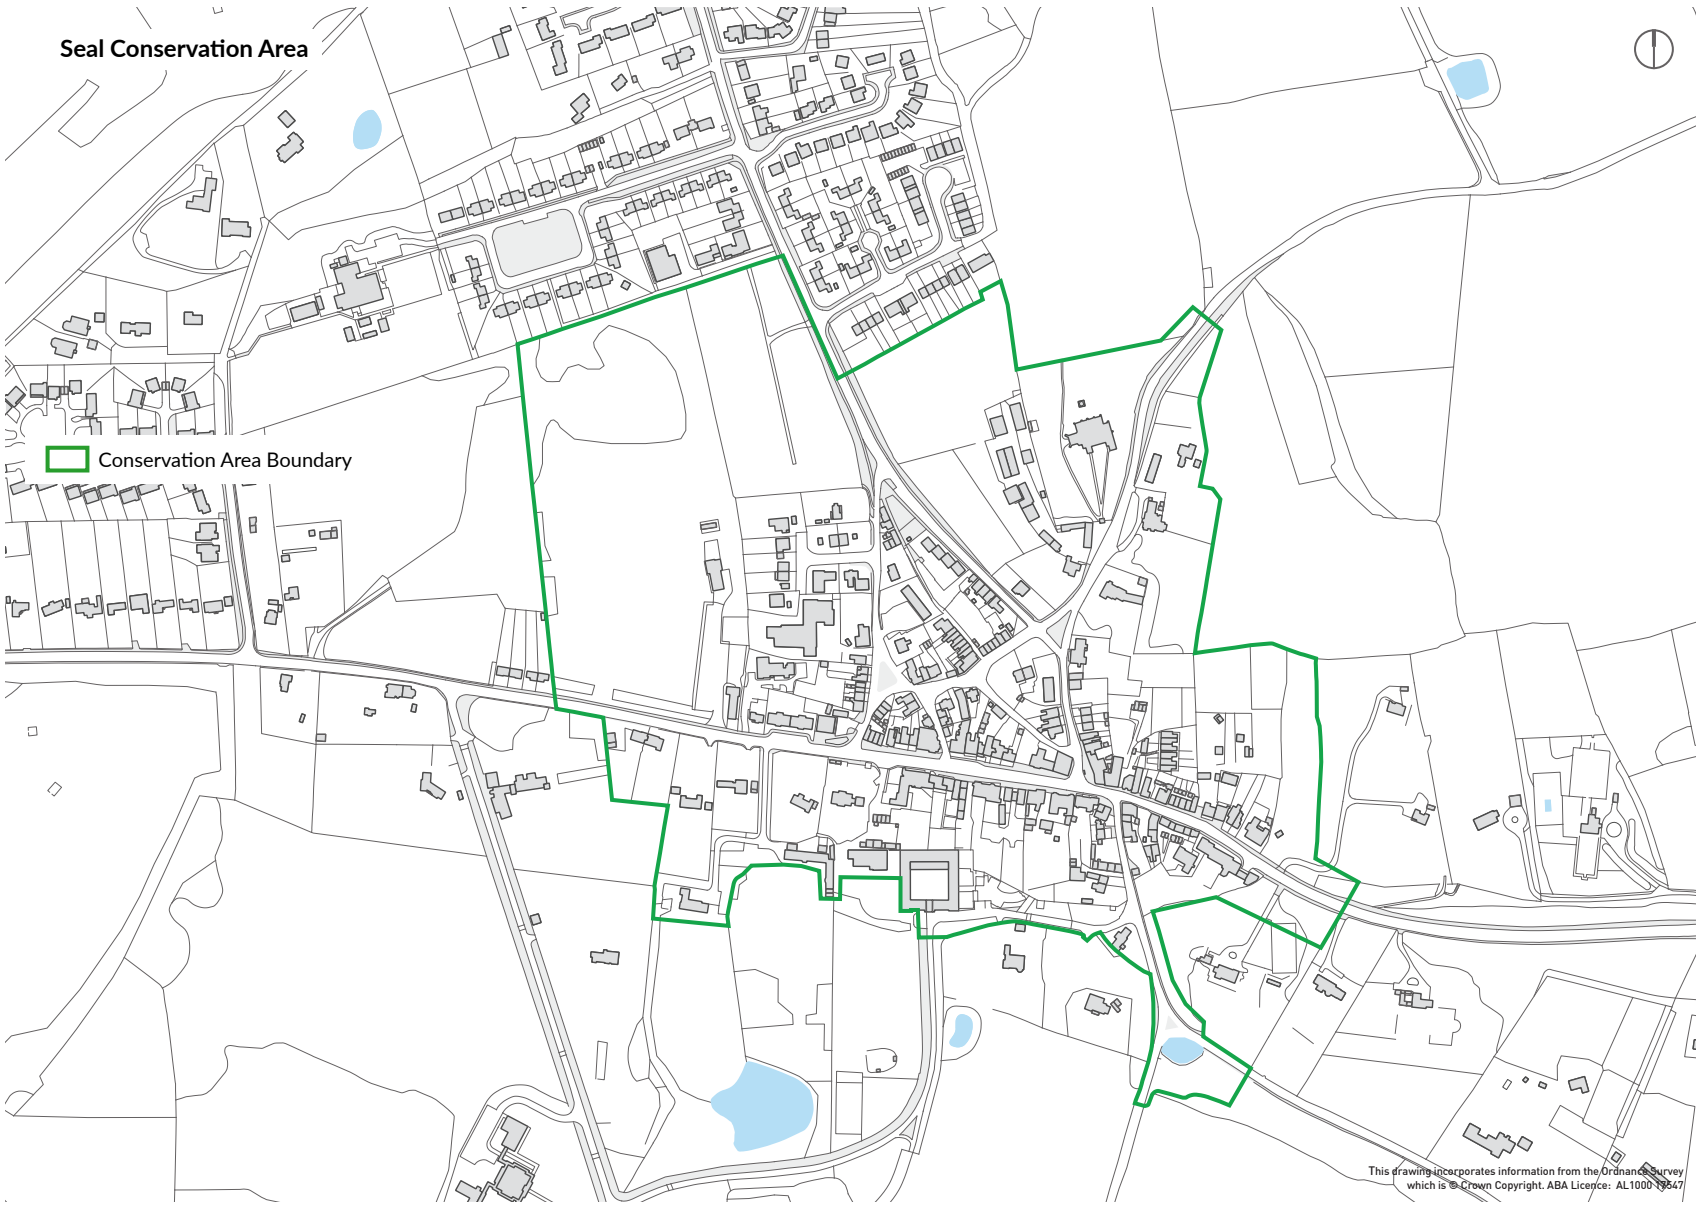 Seal Conservation Area
Conservation Area Boundary
This drawing incorporates information from the Ordnance Survey
which is © Crown Copyright. ABA Licence: AL1000 17547